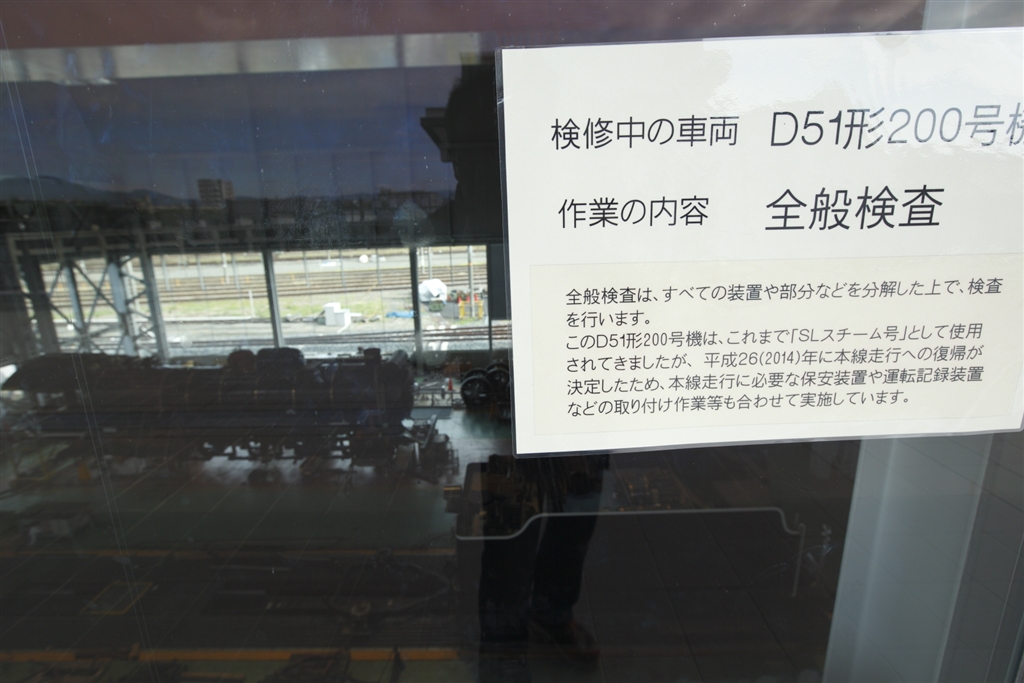 検修中の車両 D51形200号機
作業の内容 全般検査
全般検査は、すべての装置や部分などを分解した上で、検査
を行います。
このD51形200号機は、これまで「SLスチーム号」として使用
されてきましたが、平成26(2014)年に本線走行への復帰が
決定したため、本線走行に必要な保安装置や運転記録装置
などの取り付け作業等も合わせて実施しています。